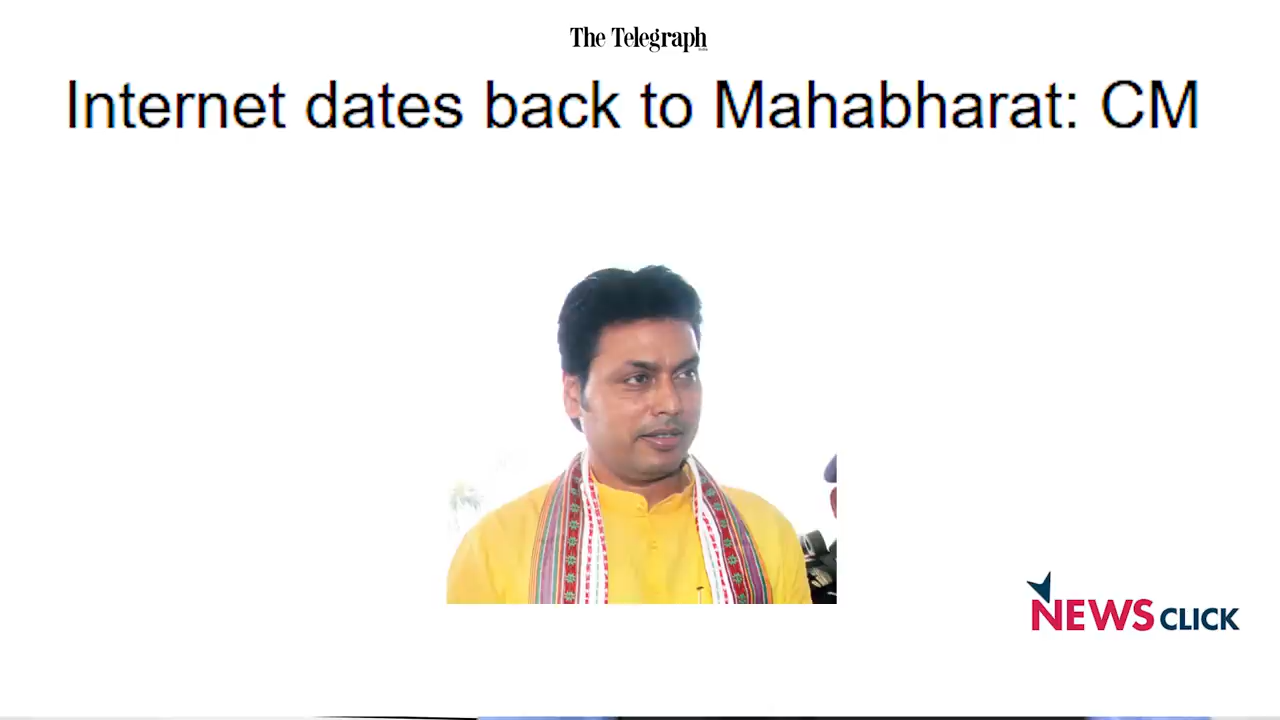 The Telegraph
Internet dates back to Mahabharat: CM
NEWS CLICK